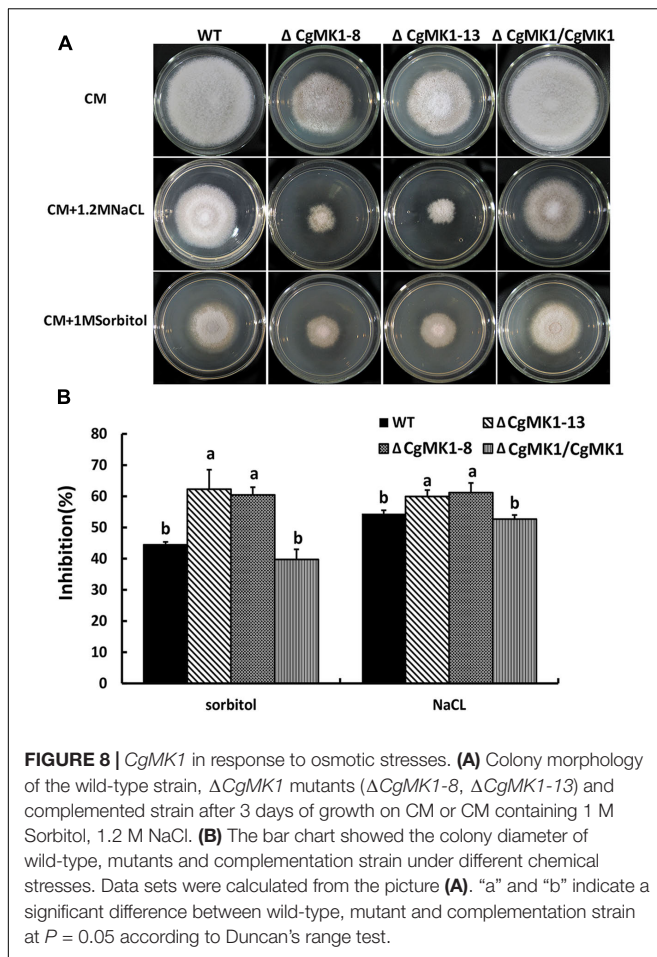 A
WT Δ CgMK1-8 Δ CgMK1-13 Δ CgMK1/CgMK1
CM
CM+1.2MNaCL
CM+1MSorbitol
B
WT ΔCgMK1-13
ΔCgMK1-8 ΔCgMK1/CgMK1
80
70
60
50
40
30
20
10
0
Inhibition(%)
b a a b b a a b
sorbitol NaCL
FIGURE 8 | CgMK1 in response to osmotic stresses. (A) Colony morphology
of the wild-type strain, ΔCgMK1 mutants (ΔCgMK1-8, ΔCgMK1-13) and
complemented strain after 3 days of growth on CM or CM containing 1 M
Sorbitol, 1.2 M NaCl. (B) The bar chart showed the colony diameter of
wild-type, mutants and complementation strain under different chemical
stresses. Data sets were calculated from the picture (A). “a” and “b” indicate a
significant difference between wild-type, mutant and complementation strain
at P = 0.05 according to Duncan’s range test.